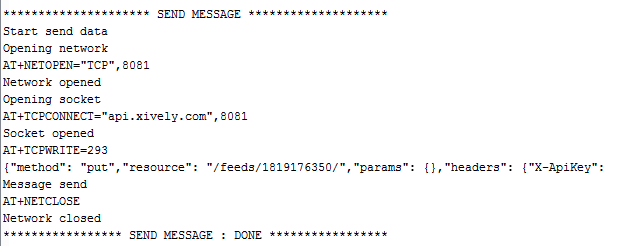 ********************* SEND MESSAGE ********************
Start send data
Opening network
AT+NETOPEN="TCP",8081
Network opened
Opening socket
AT+TCPCONNECT="api.xively.com",8081
Socket opened
AT+TCPWRITE=293
{"method": "put","resource": "/feeds/1819176350/","params": {},"headers": {"X-ApiKey":
Message send
AT+NETCLOSE
Network closed
***************** SEND MESSAGE : DONE *****************